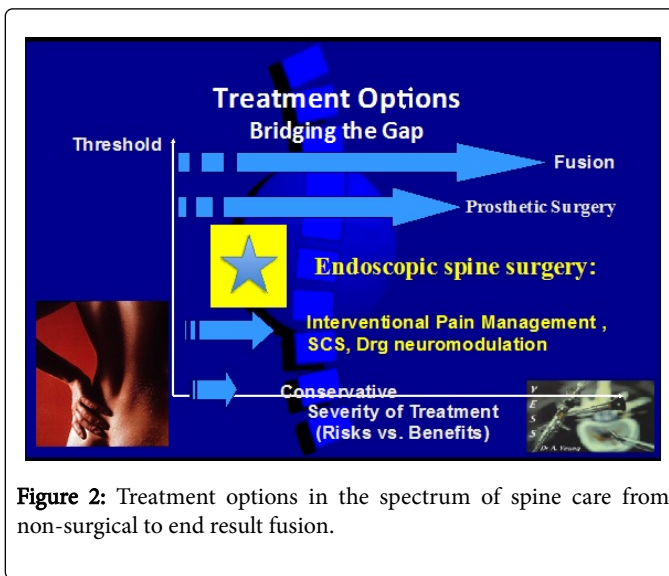 Treatment Options
Bridging the Gap
Threshold
Fusion
Prosthetic Surgery
Endoscopic spine surgery:
Interventional Pain Management ,
SCS, Drg neuromodulation
Conservative
Severity of Treatment
(Risks vs. Benefits)
Y
E
S
S
Dr A. Yeung
Figure 2: Treatment options in the spectrum of spine care from
non-surgical to end result fusion.